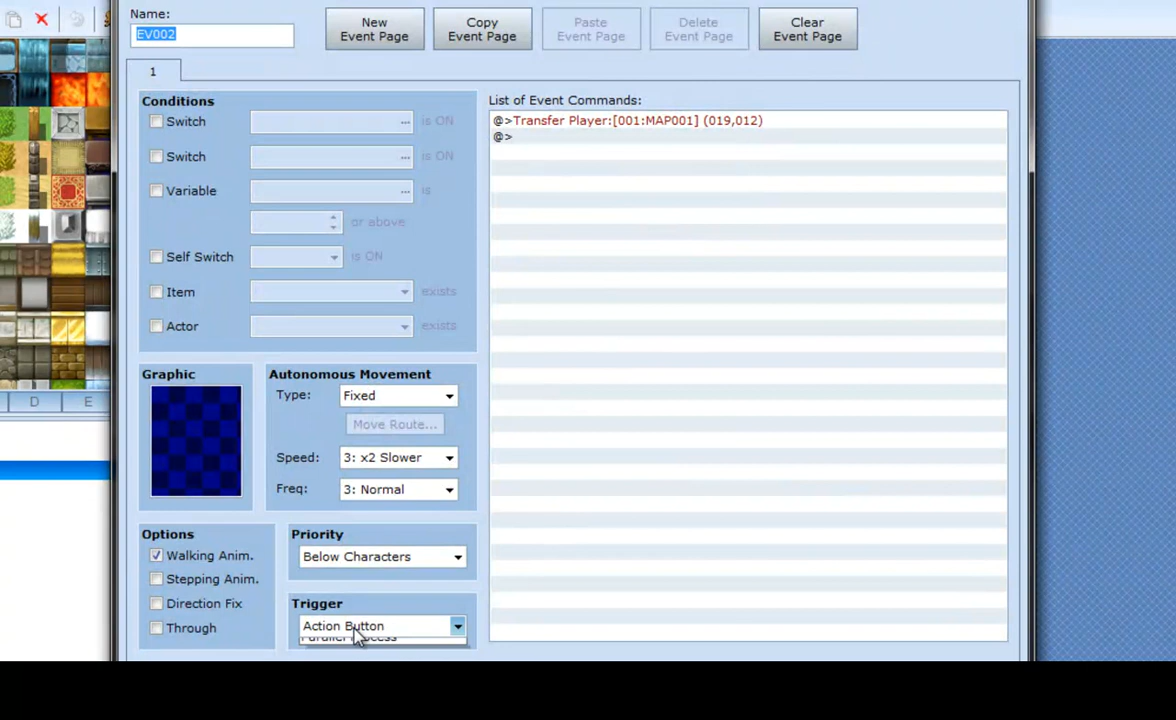 Name:
EV002
New
Event Page
Copy
Event Page
Paste
Event Page
Delete
Event Page
Clear
Event Page
1
Conditions
Switch
... is ON
Switch
... is ON
Variable
... is
or above
Self Switch
is ON
Item
exists
Actor
exists
Graphic
Autonomous Movement
Type:
Fixed
Move Route...
Speed:
3: x2 Slower
Freq:
3: Normal
Options
Walking Anim.
Stepping Anim.
Direction Fix
Through
Priority
Below Characters
Trigger
Action Button
Parallel Process
List of Event Commands:
@>Transfer Player:[001:MAP001] (019,012)
@>
D
E